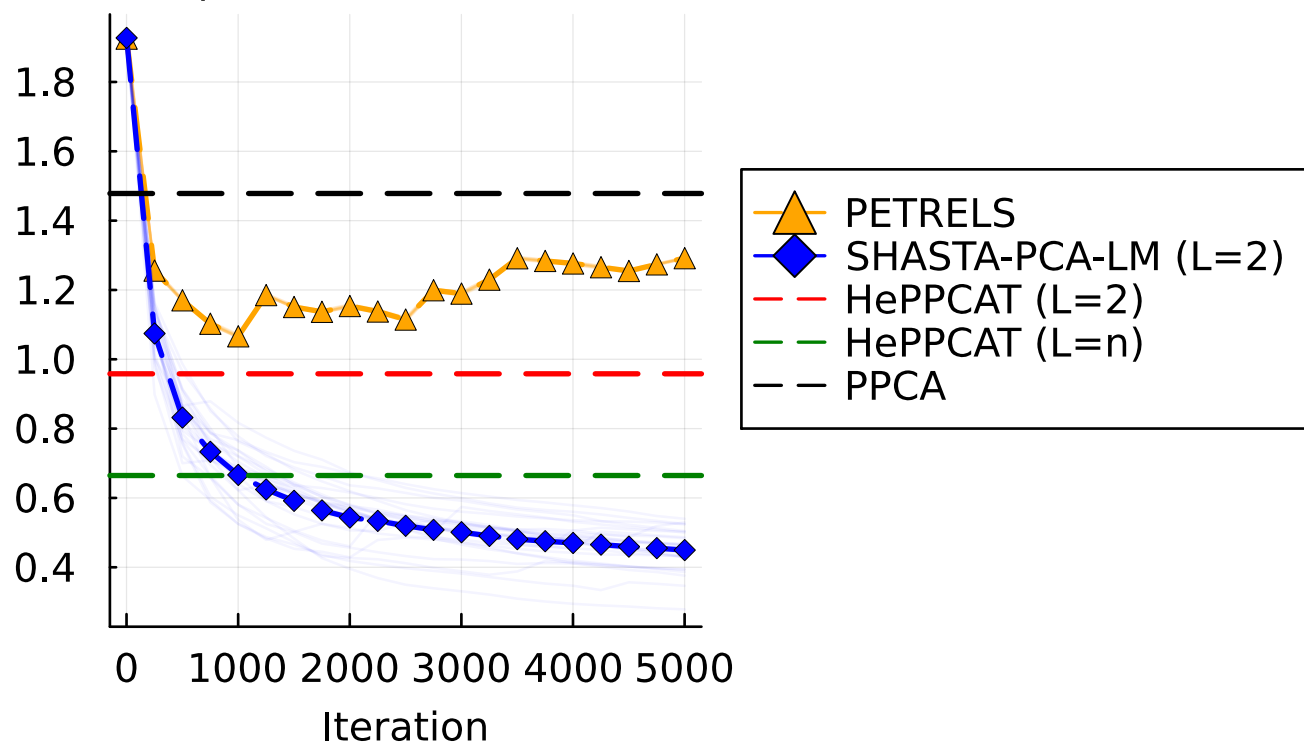 1.8
1.6
1.4
1.2
1.0
0.8
0.6
0.4
0 1000 2000 3000 4000 5000
Iteration
PETRELS
SHASTA-PCA-LM (L=2)
HePPCAT (L=2)
HePPCAT (L=n)
PPCA